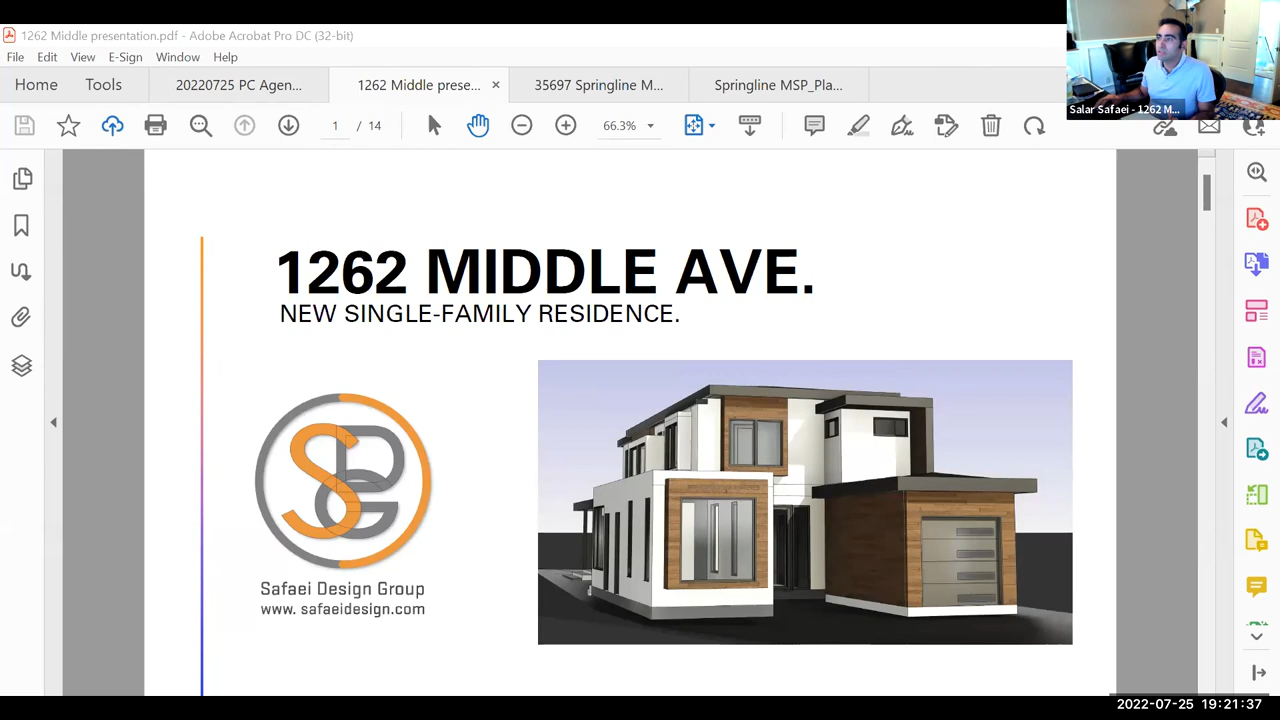 1262 Middle presentation.pdf - Adobe Acrobat Pro DC (32-bit)
File Edit View E-Sign Window Help
Home Tools 20220725 PC Agen... 1262 Middle prese... × 35697 Springline M... Springline MSP_Pla...
1 / 14 66.3%
Salar Safaei - 1262 M...
1262 MIDDLE AVE.
NEW SINGLE-FAMILY RESIDENCE.
SDG
Safaei Design Group
www. safaeidesign.com
2022-07-25 19:21:37